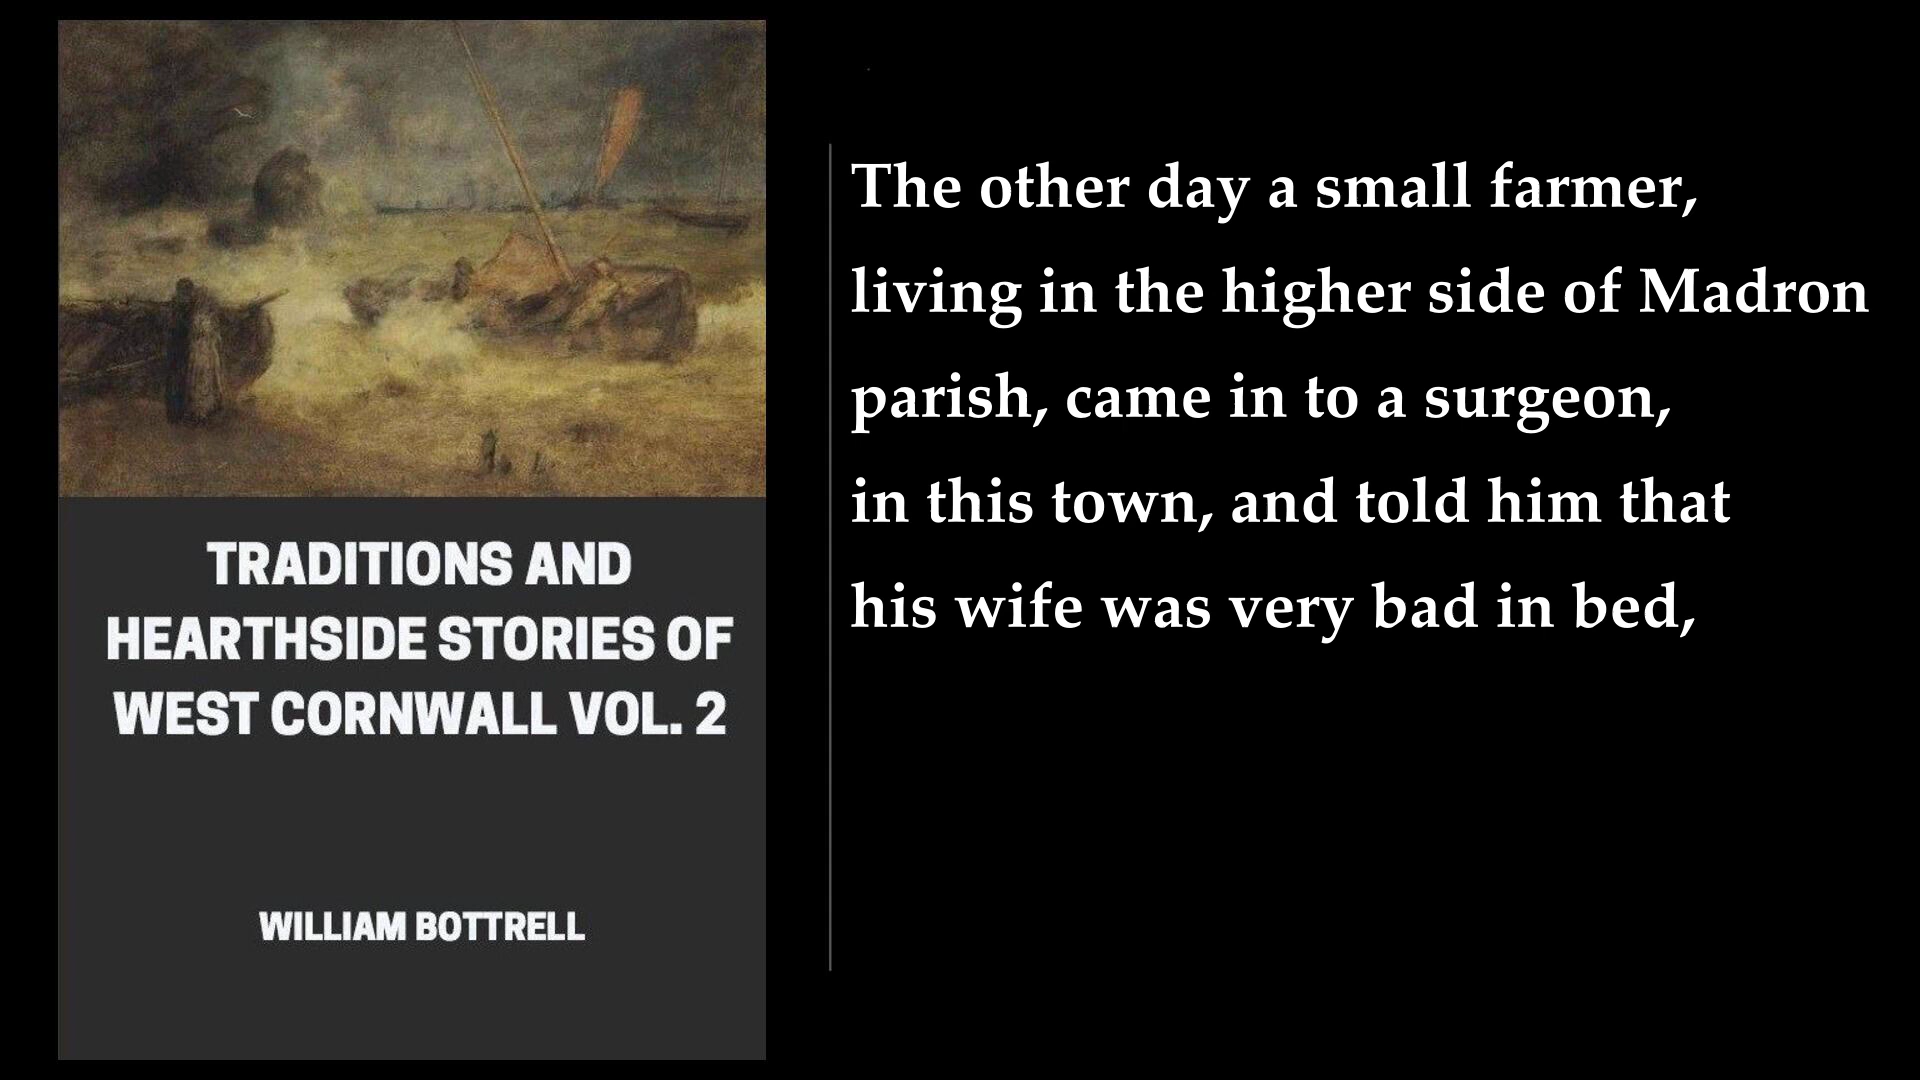 TRADITIONS AND
HEARTHSIDE STORIES OF
WEST CORNWALL VOL. 2
WILLIAM BOTTRELL
The other day a small farmer,
living in the higher side of Madron
parish, came in to a surgeon,
in this town, and told him that
his wife was very bad in bed,